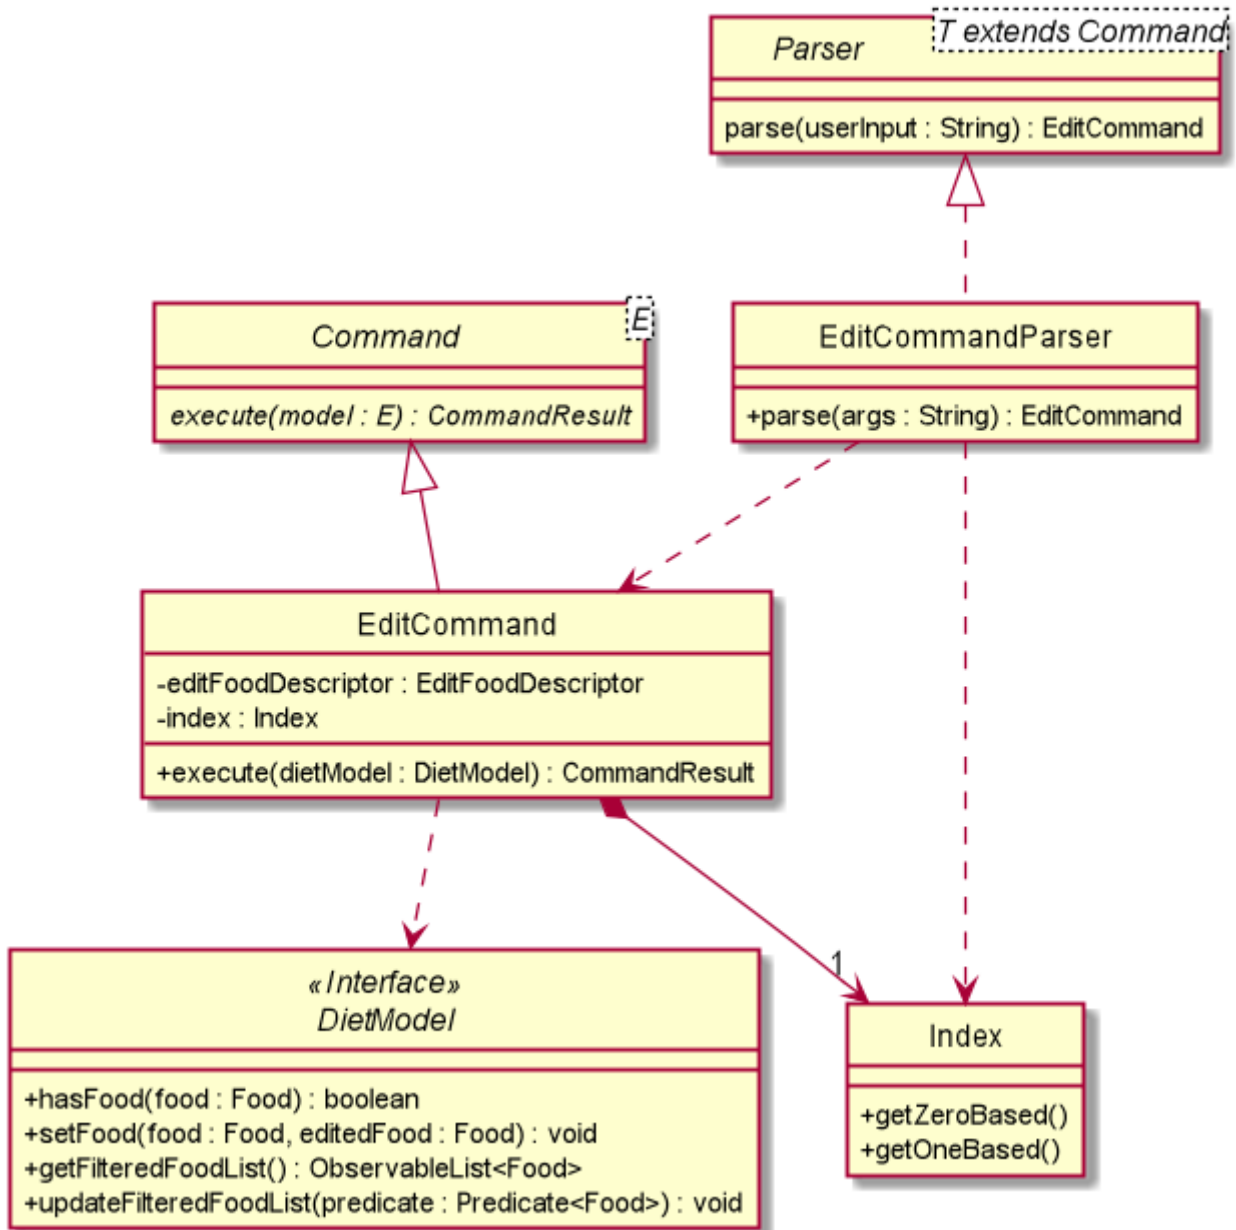 T extends Command
Parser
parse(userInput : String) : EditCommand
E
Command
execute(model : E) : CommandResult
EditCommandParser
+parse(args : String) : EditCommand
EditCommand
-editFoodDescriptor : EditFoodDescriptor
-index : Index
+execute(dietModel : DietModel) : CommandResult
1
«Interface»
DietModel
+hasFood(food : Food) : boolean
+setFood(food : Food, editedFood : Food) : void
+getFilteredFoodList() : ObservableList<Food>
+updateFilteredFoodList(predicate : Predicate<Food>) : void
Index
+getZeroBased()
+getOneBased()